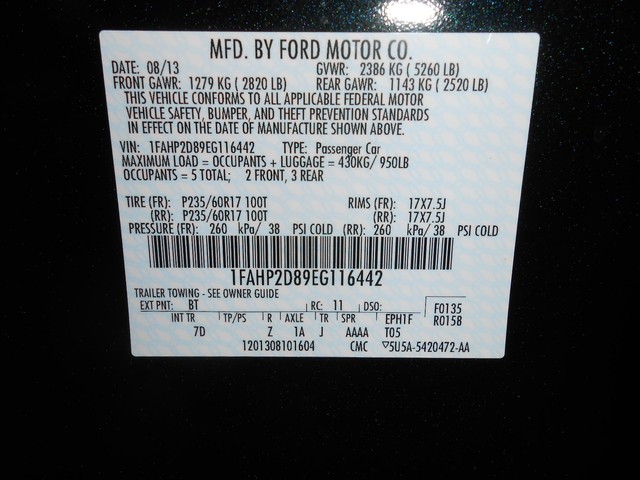 MFD. BY FORD MOTOR CO.
DATE: 08/13 GVWR: 2386 KG ( 5260 LB)
FRONT GAWR: 1279 KG ( 2820 LB) REAR GAWR: 1143 KG ( 2520 LB)
THIS VEHICLE CONFORMS TO ALL APPLICABLE FEDERAL MOTOR
VEHICLE SAFETY, BUMPER, AND THEFT PREVENTION STANDARDS
IN EFFECT ON THE DATE OF MANUFACTURE SHOWN ABOVE.
VIN: 1FAHP2D89EG116442 TYPE: Passenger Car
MAXIMUM LOAD = OCCUPANTS + LUGGAGE = 430KG/ 950LB
OCCUPANTS = 5 TOTAL; 2 FRONT, 3 REAR
TIRE (FR): P235/60R17 100T RIMS (FR): 17X7.5J
(RR): P235/60R17 100T (RR): 17X7.5J
PRESSURE (FR): 260 kPa/ 38 PSI COLD (RR): 260 kPa/ 38 PSI COLD
1FAHP2D89EG116442
TRAILER TOWING - SEE OWNER GUIDE
EXT PNT: BT RC: 11 DSO: F0135
INT TR TP/PS R AXLE TR SPR EPH1F R0158
7D Z 1A J AAAA T05
1201308101604 CMC ▽5U5A-5420472-AA